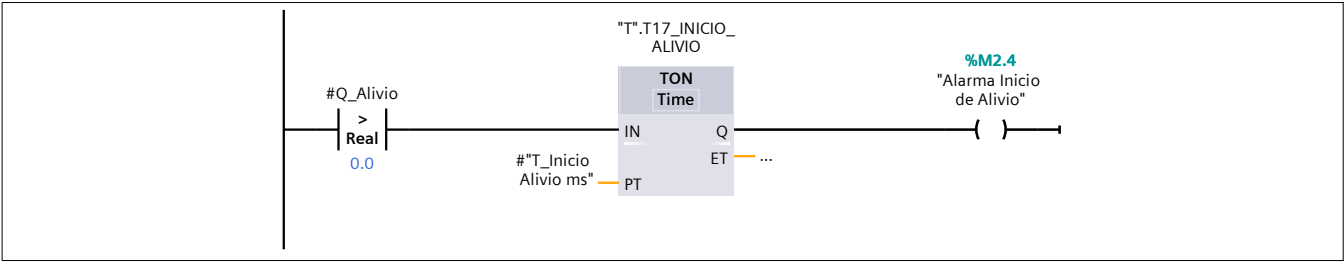 "T".T17_INICIO_
ALIVIO
%M2.4
"Alarma Inicio
de Alivio"
#Q_Alivio
>
Real
0.0
TON
Time
IN
Q
ET
...
#"T_Inicio
Alivio ms"
PT
( )